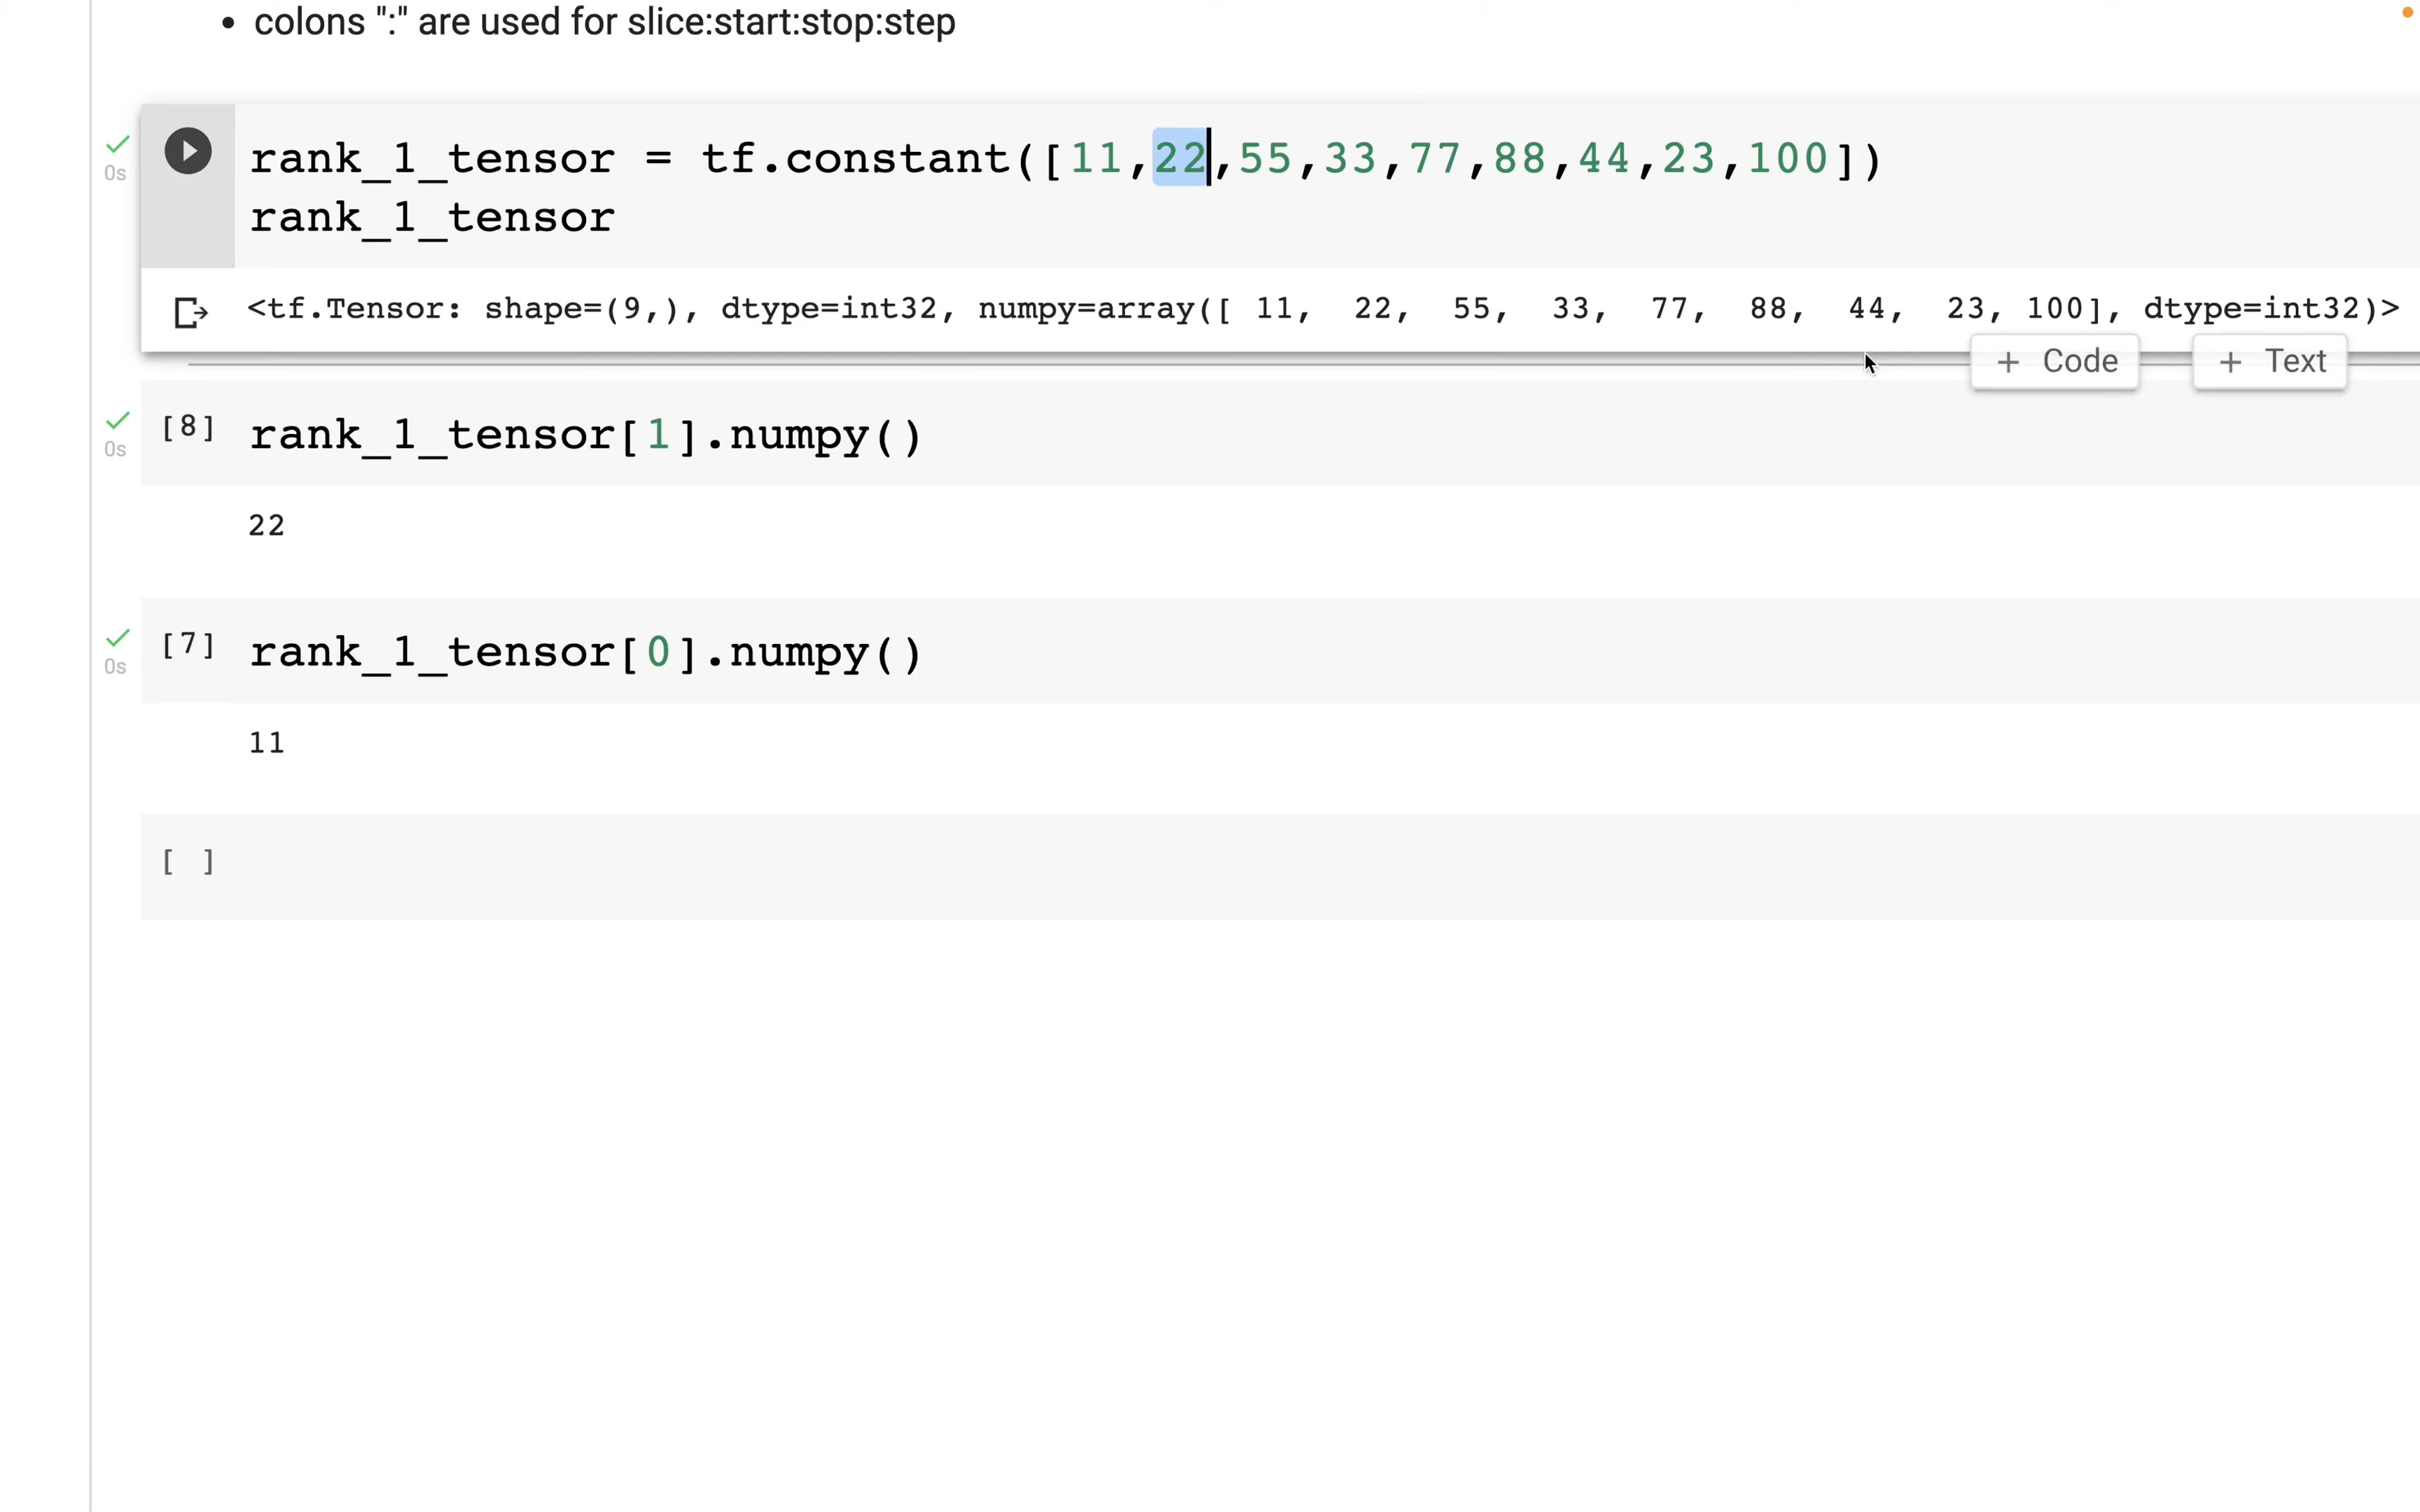 • colons ":" are used for slice:start:stop:step
0s
rank_1_tensor = tf.constant([11,22,55,33,77,88,44,23,100])
rank_1_tensor
<tf.Tensor: shape=(9,), dtype=int32, numpy=array([ 11,  22,  55,  33,  77,  88,  44,  23, 100], dtype=int32)>
+ Code
+ Text
[8] rank_1_tensor[1].numpy()
0s
22
[7] rank_1_tensor[0].numpy()
0s
11
[ ]